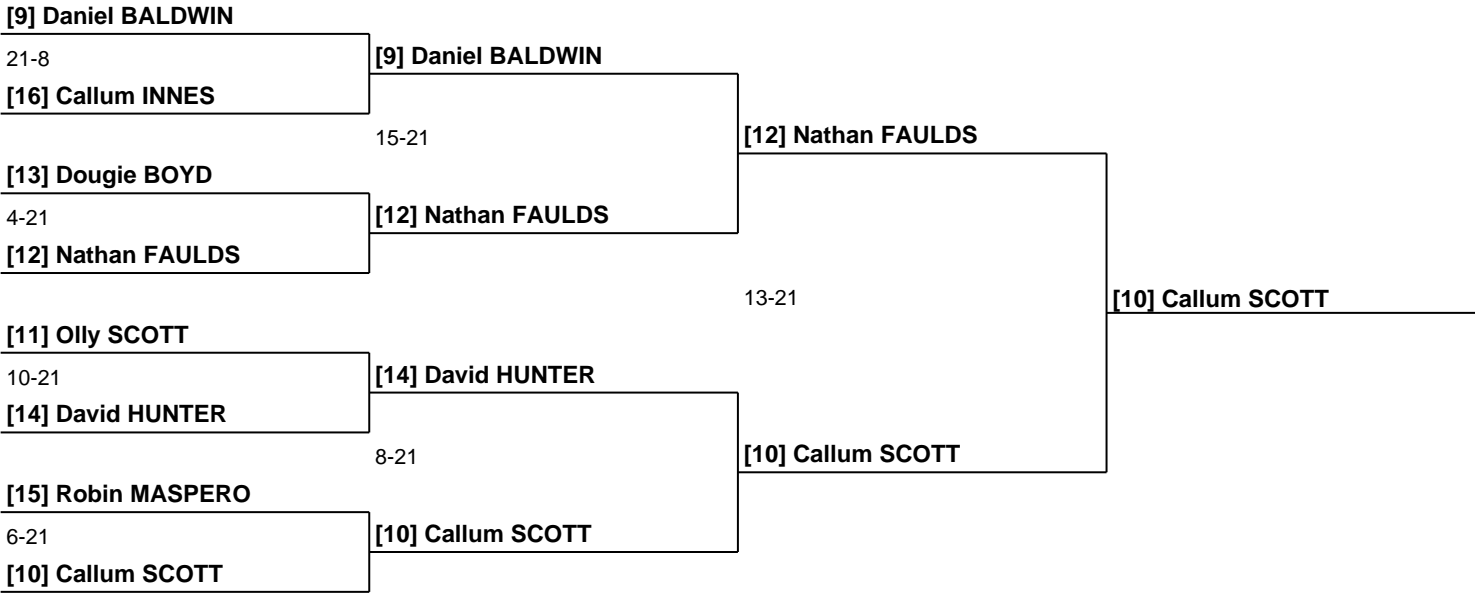 [9] Daniel BALDWIN
21-8
[9] Daniel BALDWIN
[16] Callum INNES
15-21
[12] Nathan FAULDS
[13] Dougie BOYD
4-21
[12] Nathan FAULDS
[12] Nathan FAULDS
13-21
[10] Callum SCOTT
[11] Olly SCOTT
10-21
[14] David HUNTER
[14] David HUNTER
8-21
[10] Callum SCOTT
[15] Robin MASPERO
6-21
[10] Callum SCOTT
[10] Callum SCOTT